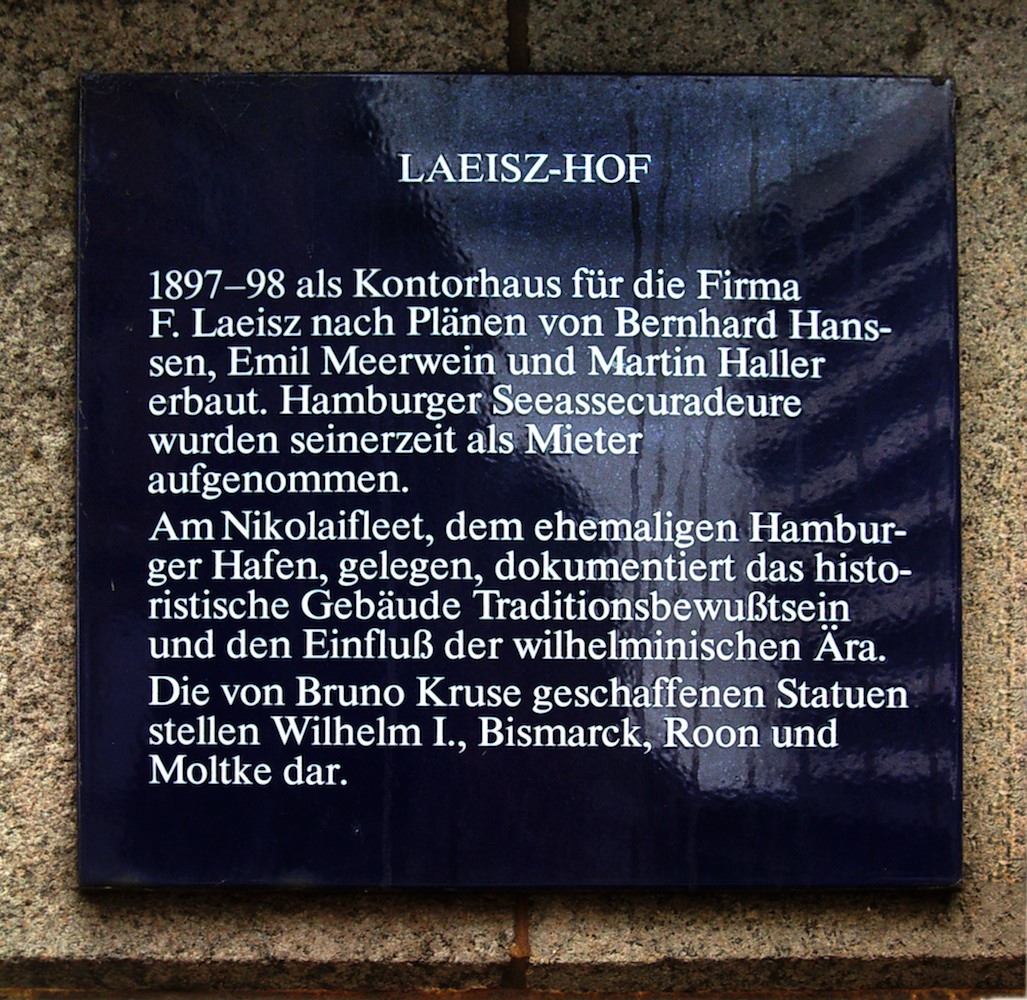 LAEISZ-HOF
1897–98 als Kontorhaus für die Firma
F. Laeisz nach Plänen von Bernhard Hans-
sen, Emil Meerwein und Martin Haller
erbaut. Hamburger Seeassecuradeure
wurden seinerzeit als Mieter
aufgenommen.
Am Nikolaifleet, dem ehemaligen Hambur-
ger Hafen, gelegen, dokumentiert das histo-
ristische Gebäude Traditionsbewußtsein
und den Einfluß der wilhelminischen Ära.
Die von Bruno Kruse geschaffenen Statuen
stellen Wilhelm I., Bismarck, Roon und
Moltke dar.